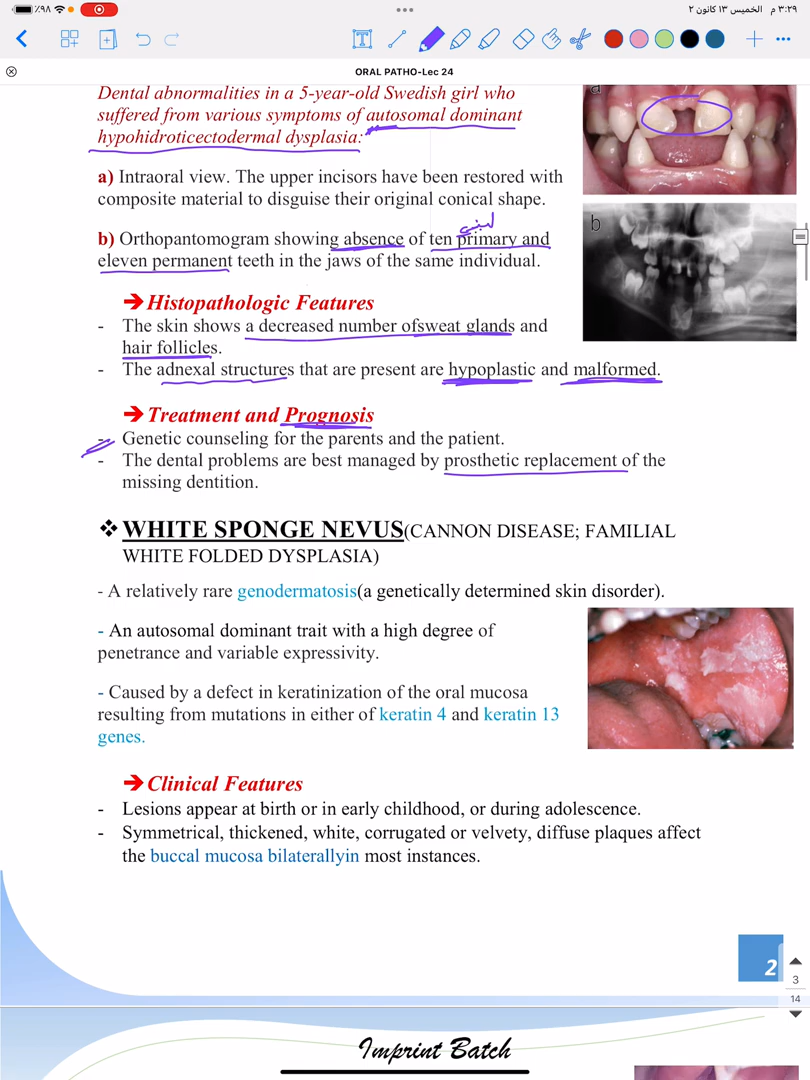 ٣:٢٩ م الخميس ١٣ كانون ٢
٪٩٨
ORAL PATHO-Lec 24
Dental abnormalities in a 5-year-old Swedish girl who
suffered from various symptoms of autosomal dominant
hypohidroticectodermal dysplasia:
a
a) Intraoral view. The upper incisors have been restored with
composite material to disguise their original conical shape.
b
b) Orthopantomogram showing absence of ten primary and
eleven permanent teeth in the jaws of the same individual.
➔ Histopathologic Features
- The skin shows a decreased number ofsweat glands and
hair follicles.
- The adnexal structures that are present are hypoplastic and malformed.
➔ Treatment and Prognosis
- Genetic counseling for the parents and the patient.
- The dental problems are best managed by prosthetic replacement of the
missing dentition.
❖ WHITE SPONGE NEVUS(CANNON DISEASE; FAMILIAL
WHITE FOLDED DYSPLASIA)
- A relatively rare genodermatosis(a genetically determined skin disorder).
- An autosomal dominant trait with a high degree of
penetrance and variable expressivity.
- Caused by a defect in keratinization of the oral mucosa
resulting from mutations in either of keratin 4 and keratin 13
genes.
➔ Clinical Features
- Lesions appear at birth or in early childhood, or during adolescence.
- Symmetrical, thickened, white, corrugated or velvety, diffuse plaques affect
the buccal mucosa bilaterallyin most instances.
2
3
14
Imprint Batch